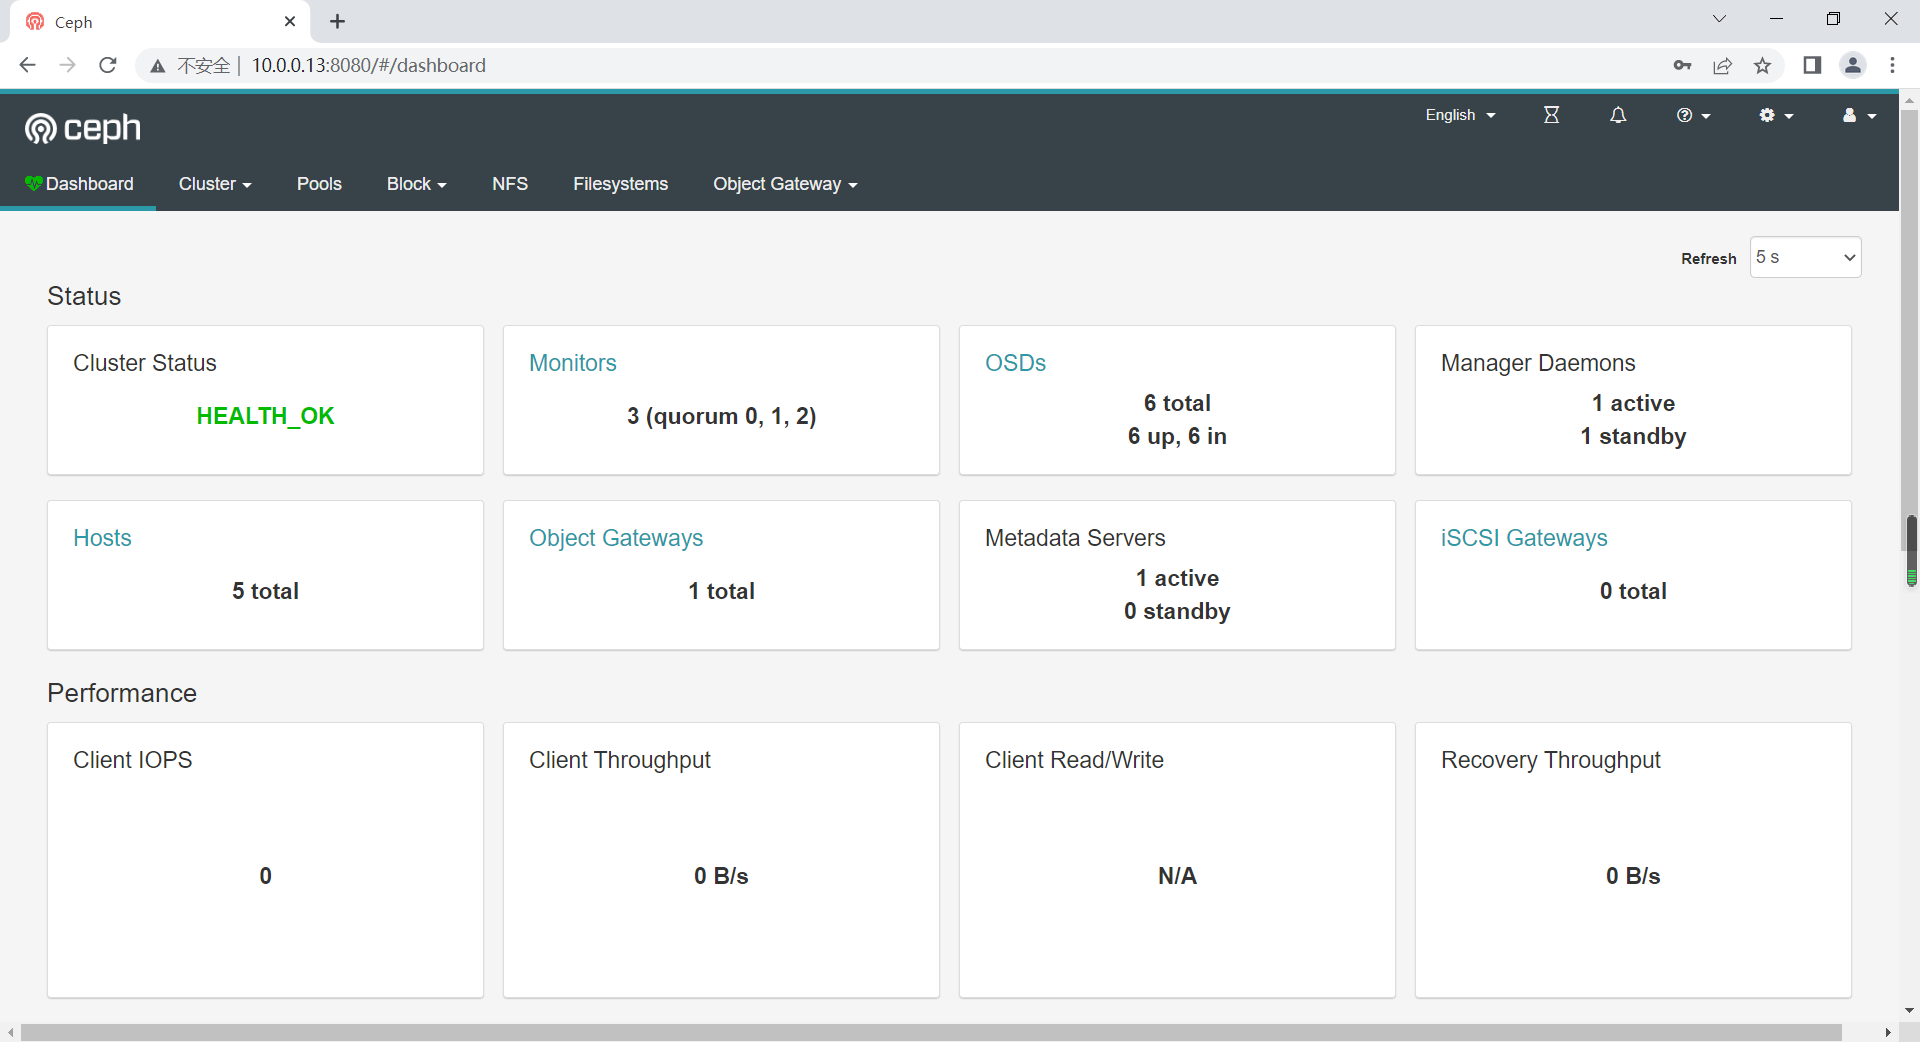 Ceph
不安全 | 10.0.0.13:8080/#/dashboard
ceph
English
Dashboard Cluster Pools Block NFS Filesystems Object Gateway
Refresh 5 s
Status
Cluster Status
HEALTH_OK
Monitors
3 (quorum 0, 1, 2)
OSDs
6 total
6 up, 6 in
Manager Daemons
1 active
1 standby
Hosts
5 total
Object Gateways
1 total
Metadata Servers
1 active
0 standby
iSCSI Gateways
0 total
Performance
Client IOPS
0
Client Throughput
0 B/s
Client Read/Write
N/A
Recovery Throughput
0 B/s